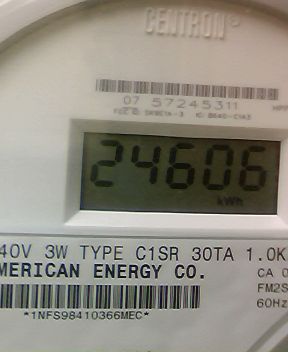 CENTRON®
07 57245311
24606
kWh
40V 3W TYPE C1SR 30TA 1.0K
MERICAN ENERGY CO.
CA 0
FM2S
60Hz
*1NFS98410366MEC*